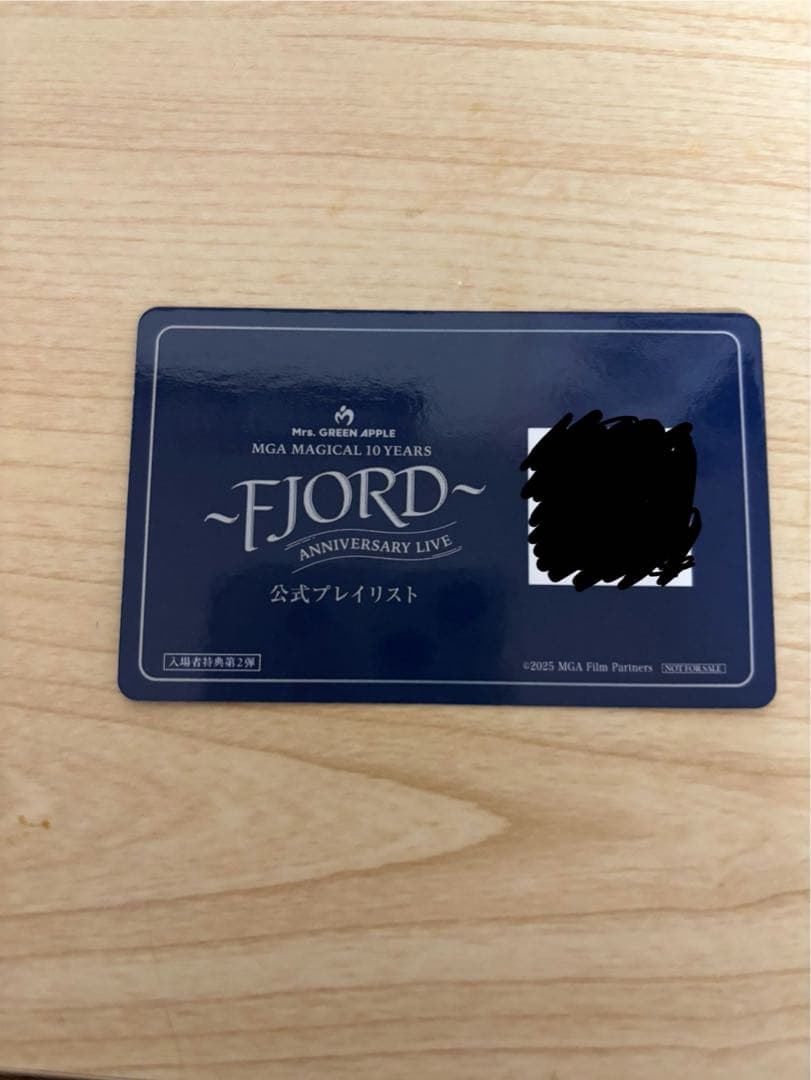 Mrs. GREEN APPLE
MGA MAGICAL 10 YEARS
~FJORD~
ANNIVERSARY LIVE
公式プレイリスト
入場者特典第2弾
©2025 MGA Film Partners NOT FOR SALE